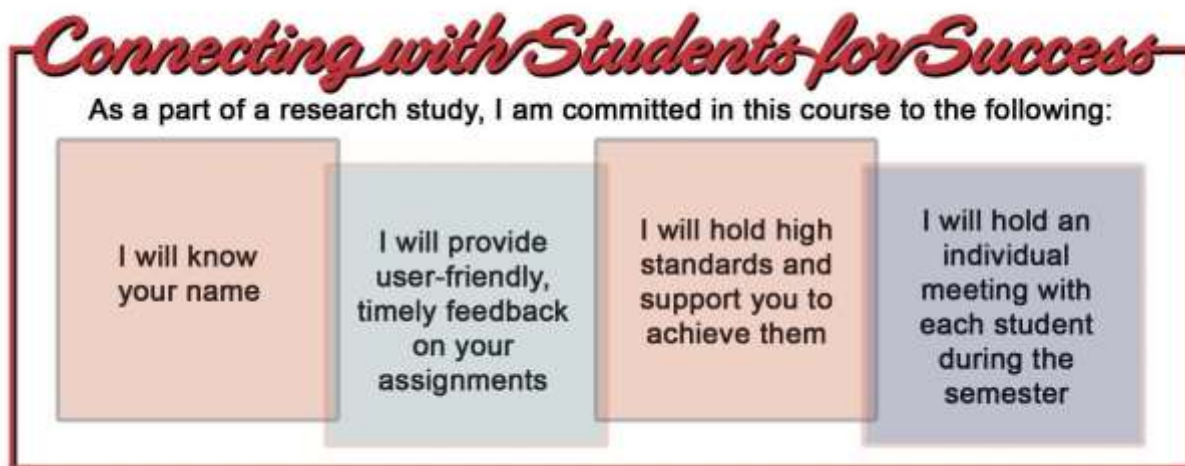 Connecting with Students for Success
As a part of a research study, I am committed in this course to the following:
I will know
your name
I will provide
user-friendly,
timely feedback
on your
assignments
I will hold high
standards and
support you to
achieve them
I will hold an
individual
meeting with
each student
during the
semester